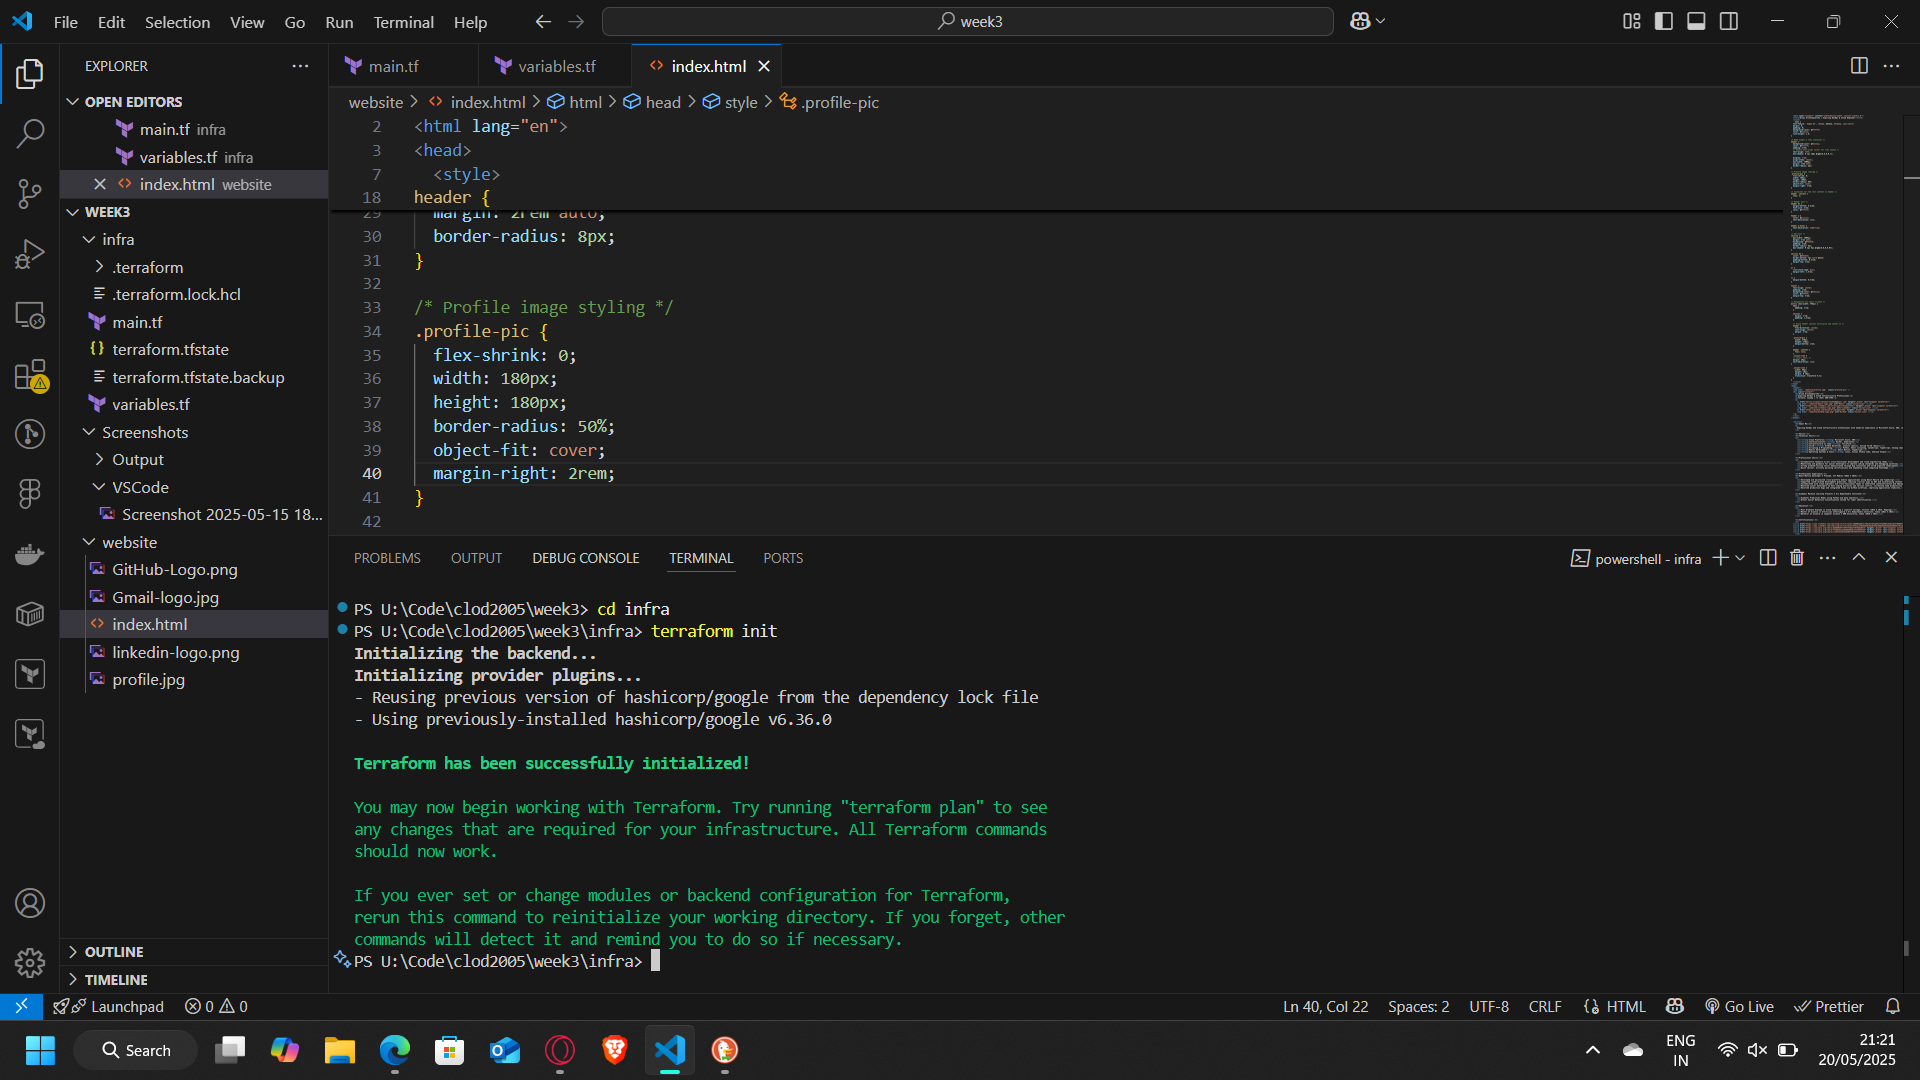 File Edit Selection View Go Run Terminal Help
week3
EXPLORER
OPEN EDITORS
main.tf infra
variables.tf infra
index.html website
WEEK3
infra
.terraform
.terraform.lock.hcl
main.tf
terraform.tfstate
terraform.tfstate.backup
variables.tf
Screenshots
Output
VSCode
Screenshot 2025-05-15 18...
website
GitHub-Logo.png
Gmail-logo.jpg
index.html
linkedin-logo.png
profile.jpg
OUTLINE
TIMELINE
main.tf
variables.tf
index.html
website > index.html > html > head > style > .profile-pic
2 <html lang="en">
3 <head>
7 <style>
18 header {
29 margin: 2rem auto;
30 border-radius: 8px;
31 }
32
33 /* Profile image styling */
34 .profile-pic {
35 flex-shrink: 0;
36 width: 180px;
37 height: 180px;
38 border-radius: 50%;
39 object-fit: cover;
40 margin-right: 2rem;
41 }
42
PROBLEMS OUTPUT DEBUG CONSOLE TERMINAL PORTS
powershell - infra
PS U:\Code\clod2005\week3> cd infra
PS U:\Code\clod2005\week3\infra> terraform init
Initializing the backend...
Initializing provider plugins...
- Reusing previous version of hashicorp/google from the dependency lock file
- Using previously-installed hashicorp/google v6.36.0
Terraform has been successfully initialized!
You may now begin working with Terraform. Try running "terraform plan" to see
any changes that are required for your infrastructure. All Terraform commands
should now work.
If you ever set or change modules or backend configuration for Terraform,
rerun this command to reinitialize your working directory. If you forget, other
commands will detect it and remind you to do so if necessary.
PS U:\Code\clod2005\week3\infra>
Launchpad 0 0
Ln 40, Col 22 Spaces: 2 UTF-8 CRLF HTML Go Live Prettier
Search
ENG
IN
21:21
20/05/2025